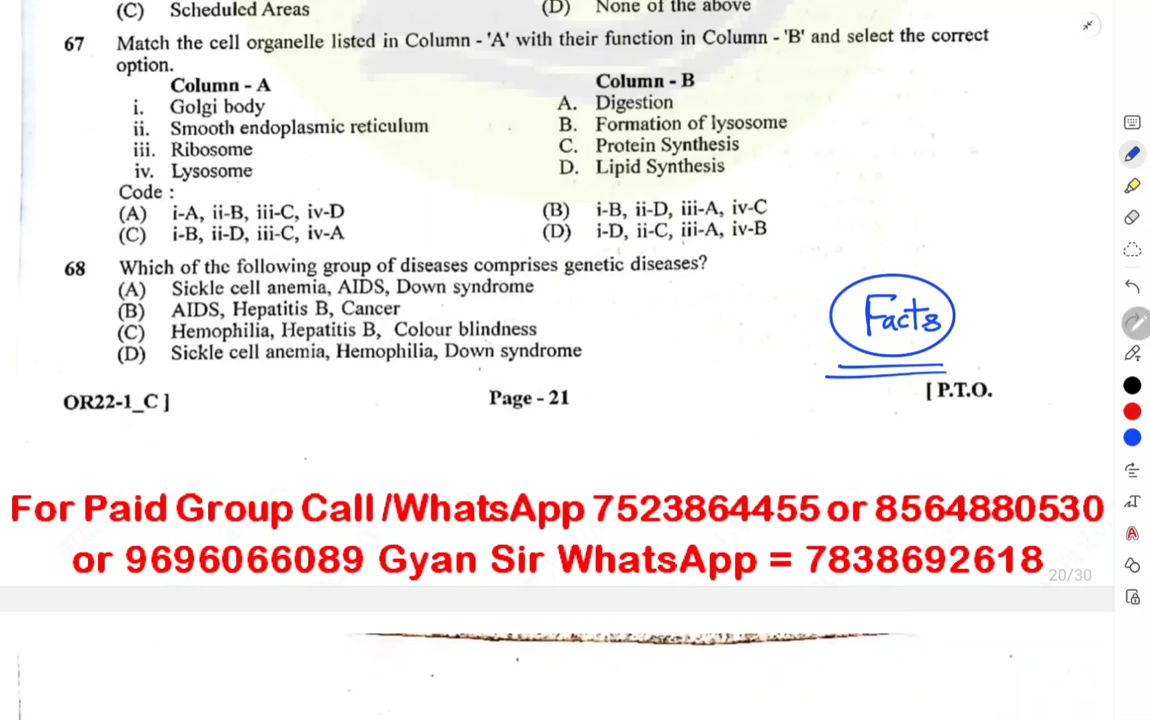 (C) Scheduled Areas (D) None of the above
67 Match the cell organelle listed in Column - 'A' with their function in Column - 'B' and select the correct
option.
Column - A Column - B
i. Golgi body A. Digestion
ii. Smooth endoplasmic reticulum B. Formation of lysosome
iii. Ribosome C. Protein Synthesis
iv. Lysosome D. Lipid Synthesis
Code :
(A) i-A, ii-B, iii-C, iv-D (B) i-B, ii-D, iii-A, iv-C
(C) i-B, ii-D, iii-C, iv-A (D) i-D, ii-C, iii-A, iv-B
68 Which of the following group of diseases comprises genetic diseases?
(A) Sickle cell anemia, AIDS, Down syndrome
(B) AIDS, Hepatitis B, Cancer
(C) Hemophilia, Hepatitis B, Colour blindness
(D) Sickle cell anemia, Hemophilia, Down syndrome
Facts
OR22-1_C ] Page - 21 [ P.T.O.
For Paid Group Call /WhatsApp 7523864455 or 8564880530
or 9696066089 Gyan Sir WhatsApp = 7838692618
20/30